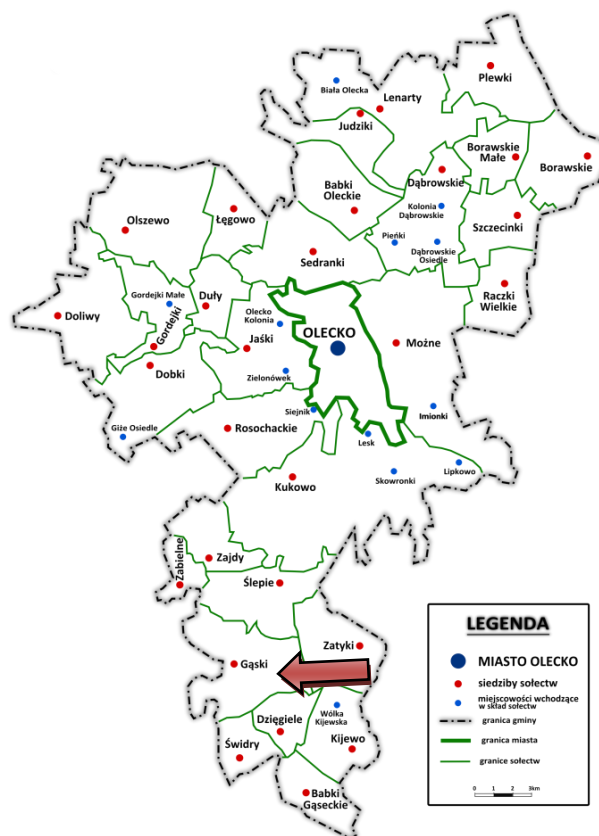 Plewki
Biała Olecka
Lenarty
Judziki
Borawskie
Małe
Borawskie
Dąbrowskie
Babki
Oleckie
Kolonia
Dąbrowskie
Szczecinki
Olszewo
Łęgowo
Pieńki
Dąbrowskie
Osiedle
Sedranki
Raczki
Wielkie
Gordejki Małe
Duły
Doliwy
Gordejki
Olecko
Kolonia
OLECKO
Możne
Jaśki
Dobki
Zielonówek
Siejnik
Imionki
Giże Osiedle
Rosochackie
Lesk
Lipkowo
Skowronki
Kukowo
Zabielne
Zajdy
Ślepie
Zatyki
Gąski
Wólka
Kijewska
Dzięgiele
Kijewo
Świdry
Babki
Gąseckie
LEGENDA
MIASTO OLECKO
siedziby sołectw
miejscowości wchodzące
w skład sołectw
granica gminy
granica miasta
granice sołectw
0 1 2 3km